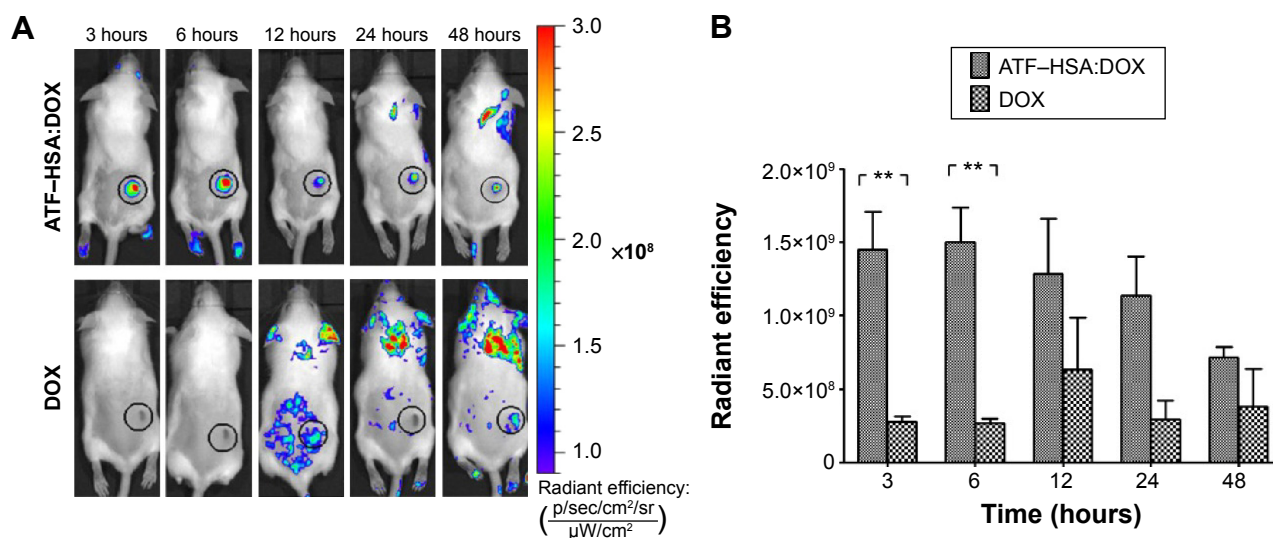 A
3 hours 6 hours 12 hours 24 hours 48 hours
ATF–HSA:DOX
DOX
3.0
2.5
2.0
×10⁸
1.5
1.0
Radiant efficiency:
(p/sec/cm²/sr
µW/cm²)
B
ATF–HSA:DOX
DOX
** **
Radiant efficiency
2.0×10⁹
1.5×10⁹
1.0×10⁹
5.0×10⁸
0
3 6 12 24 48
Time (hours)